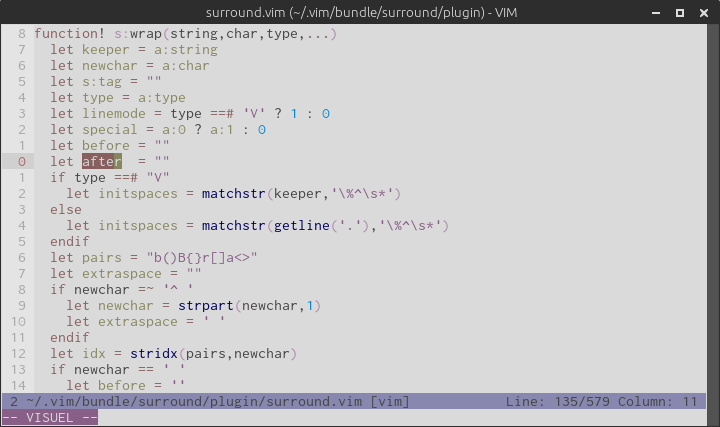 surround.vim (~/.vim/bundle/surround/plugin) - VIM
8 function! s:wrap(string,char,type,...)
7   let keeper = a:string
6   let newchar = a:char
5   let s:tag = ""
4   let type = a:type
3   let linemode = type ==# 'V' ? 1 : 0
2   let special = a:0 ? a:1 : 0
1   let before = ""
0   let after  = ""
1   if type ==# "V"
2     let initspaces = matchstr(keeper,'\%^\s*')
3   else
4     let initspaces = matchstr(getline('.'),'\%^\s*')
5   endif
6   let pairs = "b()B{}r[]a<>"
7   let extraspace = ""
8   if newchar =~ '^ '
9     let newchar = strpart(newchar,1)
10     let extraspace = ' '
11   endif
12   let idx = stridx(pairs,newchar)
13   if newchar == ' '
14     let before = ''
2 ~/.vim/bundle/surround/plugin/surround.vim [vim] Line: 135/579 Column: 11
-- VISUEL --